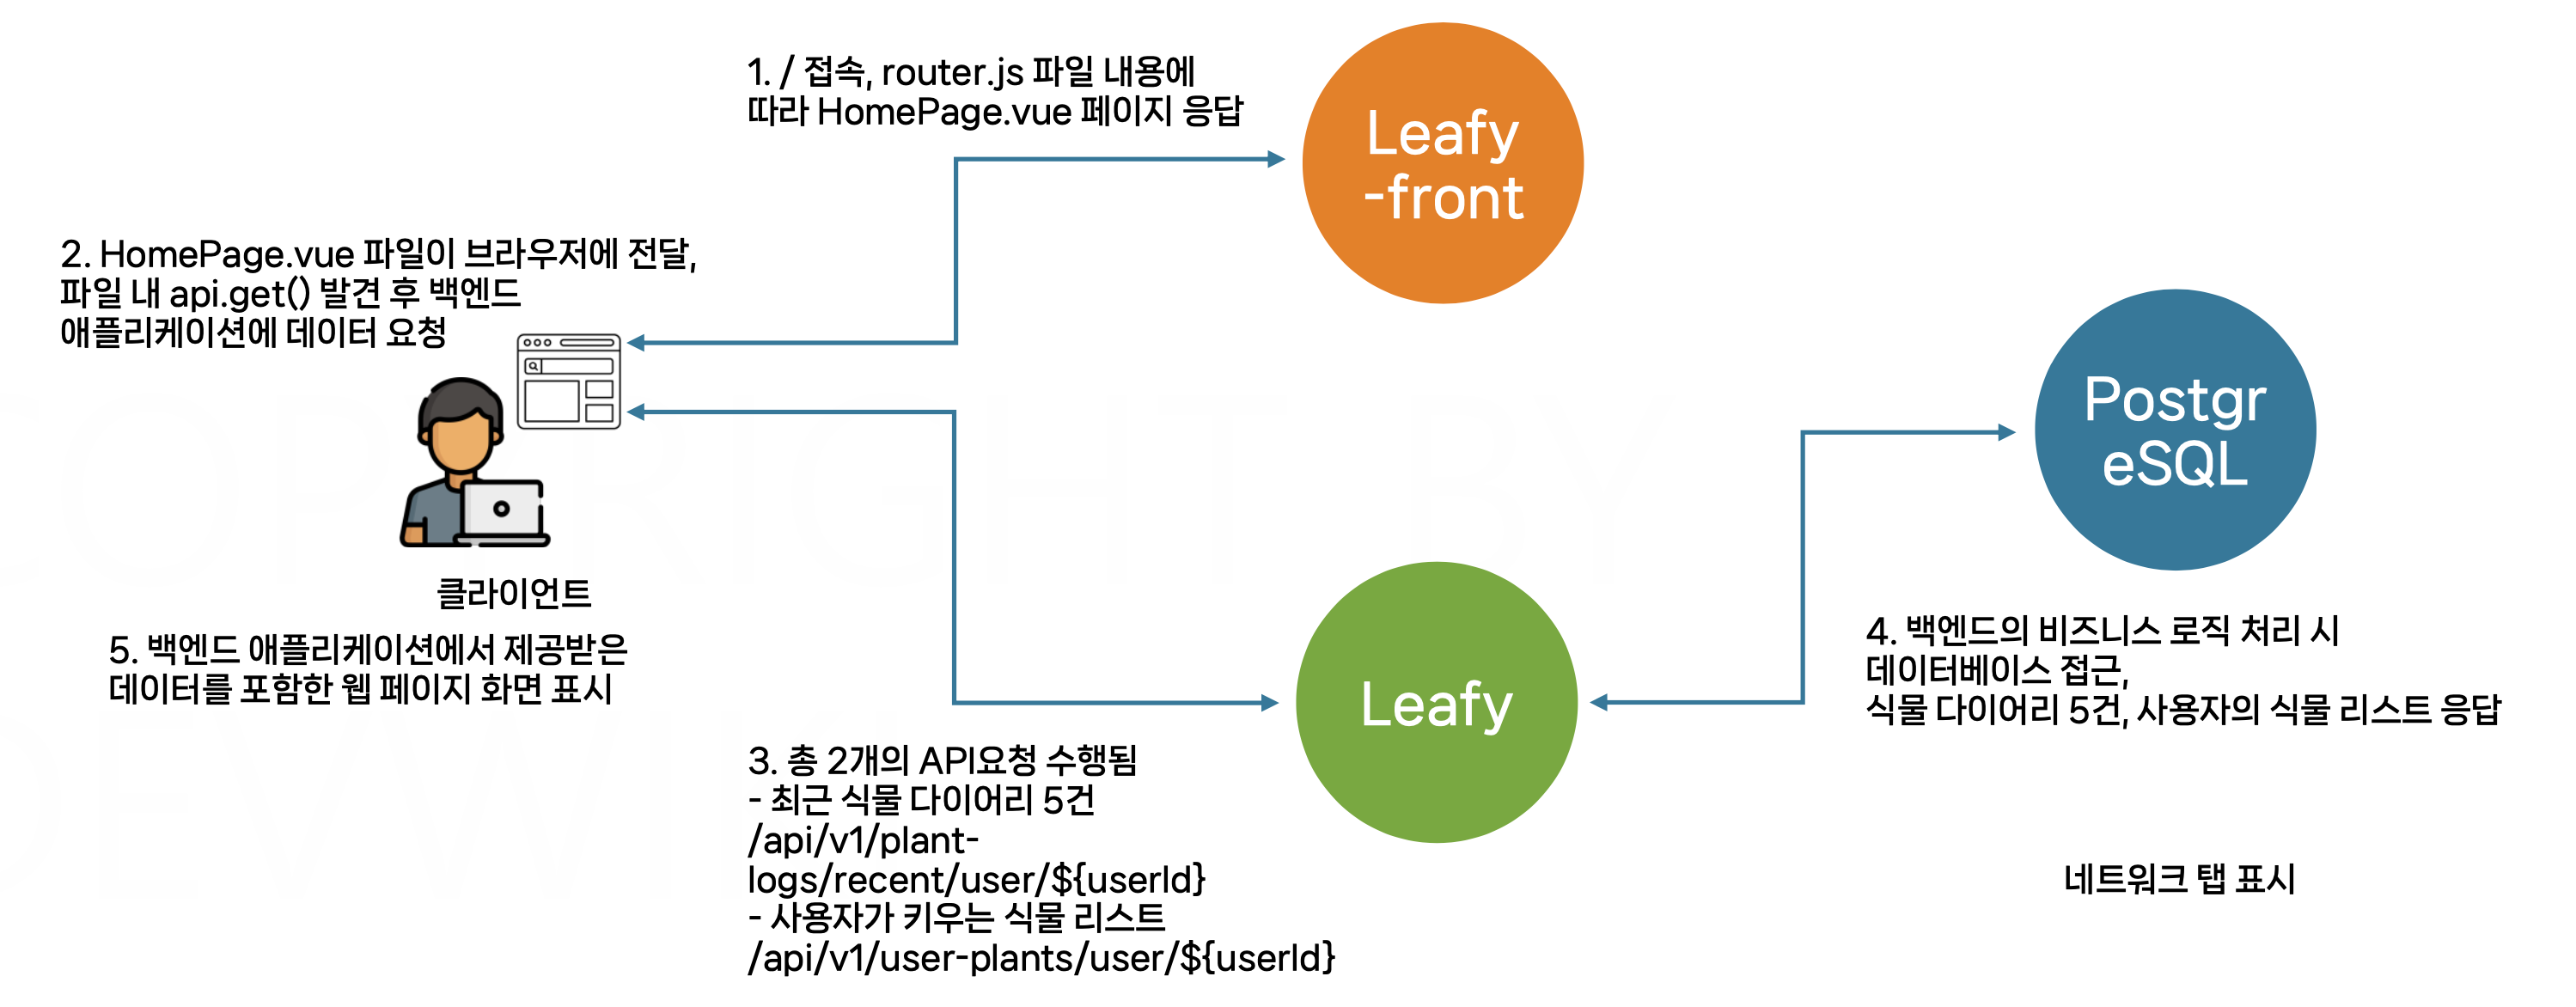 1. / 접속, router.js 파일 내용에
따라 HomePage.vue 페이지 응답
Leafy
-front
2. HomePage.vue 파일이 브라우저에 전달,
파일 내 api.get() 발견 후 백엔드
애플리케이션에 데이터 요청
Postgr
eSQL
클라이언트
5. 백엔드 애플리케이션에서 제공받은
데이터를 포함한 웹 페이지 화면 표시
Leafy
4. 백엔드의 비즈니스 로직 처리 시
데이터베이스 접근,
식물 다이어리 5건, 사용자의 식물 리스트 응답
3. 총 2개의 API요청 수행됨
- 최근 식물 다이어리 5건
/api/v1/plant-
logs/recent/user/${userId}
- 사용자가 키우는 식물 리스트
/api/v1/user-plants/user/${userId}
네트워크 탭 표시
COPYRIGHT BY